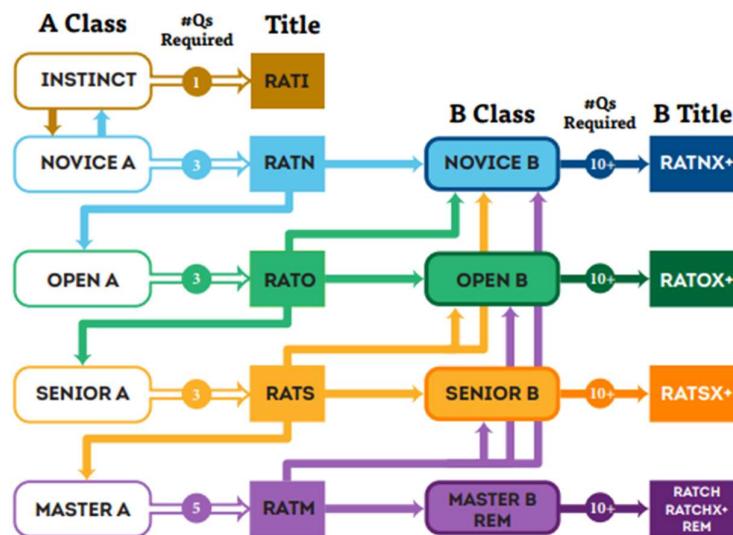 A Class
#Qs
Required
Title
INSTINCT
1
RATI
B Class
#Qs
Required
B Title
NOVICE A
3
RATN
NOVICE B
10+
RATNX+
OPEN A
3
RATO
OPEN B
10+
RATOX+
SENIOR A
3
RATS
SENIOR B
10+
RATSX+
MASTER A
5
RATM
MASTER B
REM
10+
RATCH
RATCHX+
REM